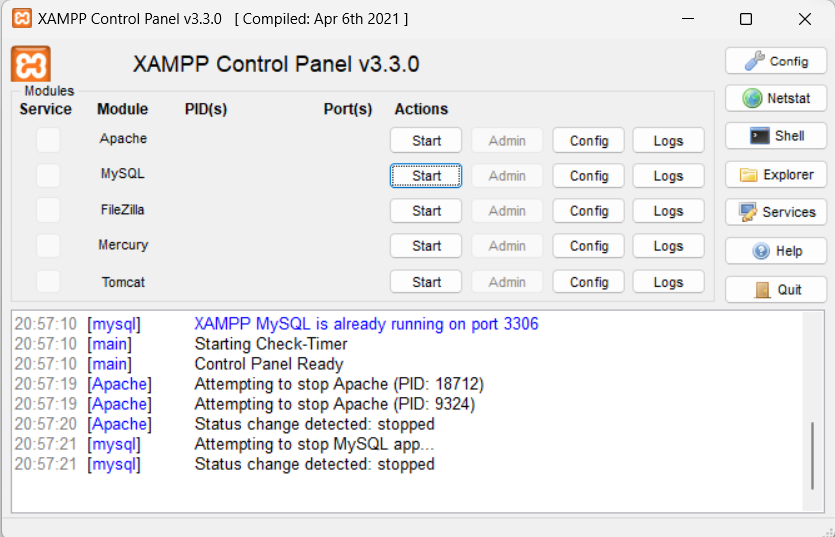 XAMPP Control Panel v3.3.0 [ Compiled: Apr 6th 2021 ]
XAMPP Control Panel v3.3.0
Config
Modules
Service Module PID(s) Port(s) Actions
Netstat
Apache Start Admin Config Logs
Shell
MySQL Start Admin Config Logs
Explorer
FileZilla Start Admin Config Logs
Services
Mercury Start Admin Config Logs
Help
Tomcat Start Admin Config Logs
Quit
20:57:10 [mysql] XAMPP MySQL is already running on port 3306
20:57:10 [main] Starting Check-Timer
20:57:10 [main] Control Panel Ready
20:57:19 [Apache] Attempting to stop Apache (PID: 18712)
20:57:19 [Apache] Attempting to stop Apache (PID: 9324)
20:57:20 [Apache] Status change detected: stopped
20:57:21 [mysql] Attempting to stop MySQL app...
20:57:21 [mysql] Status change detected: stopped